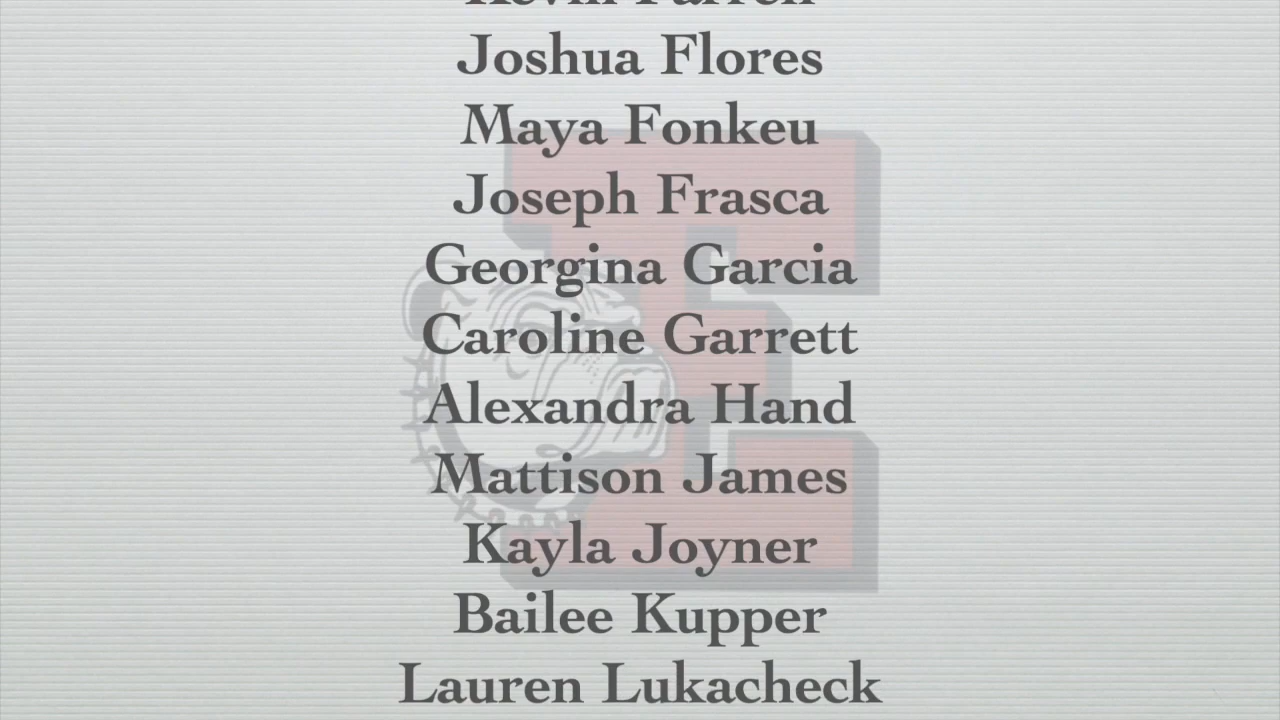 Joshua Flores
Maya Fonkeu
Joseph Frasca
Georgina Garcia
Caroline Garrett
Alexandra Hand
Mattison James
Kayla Joyner
Bailee Kupper
Lauren Lukacheck